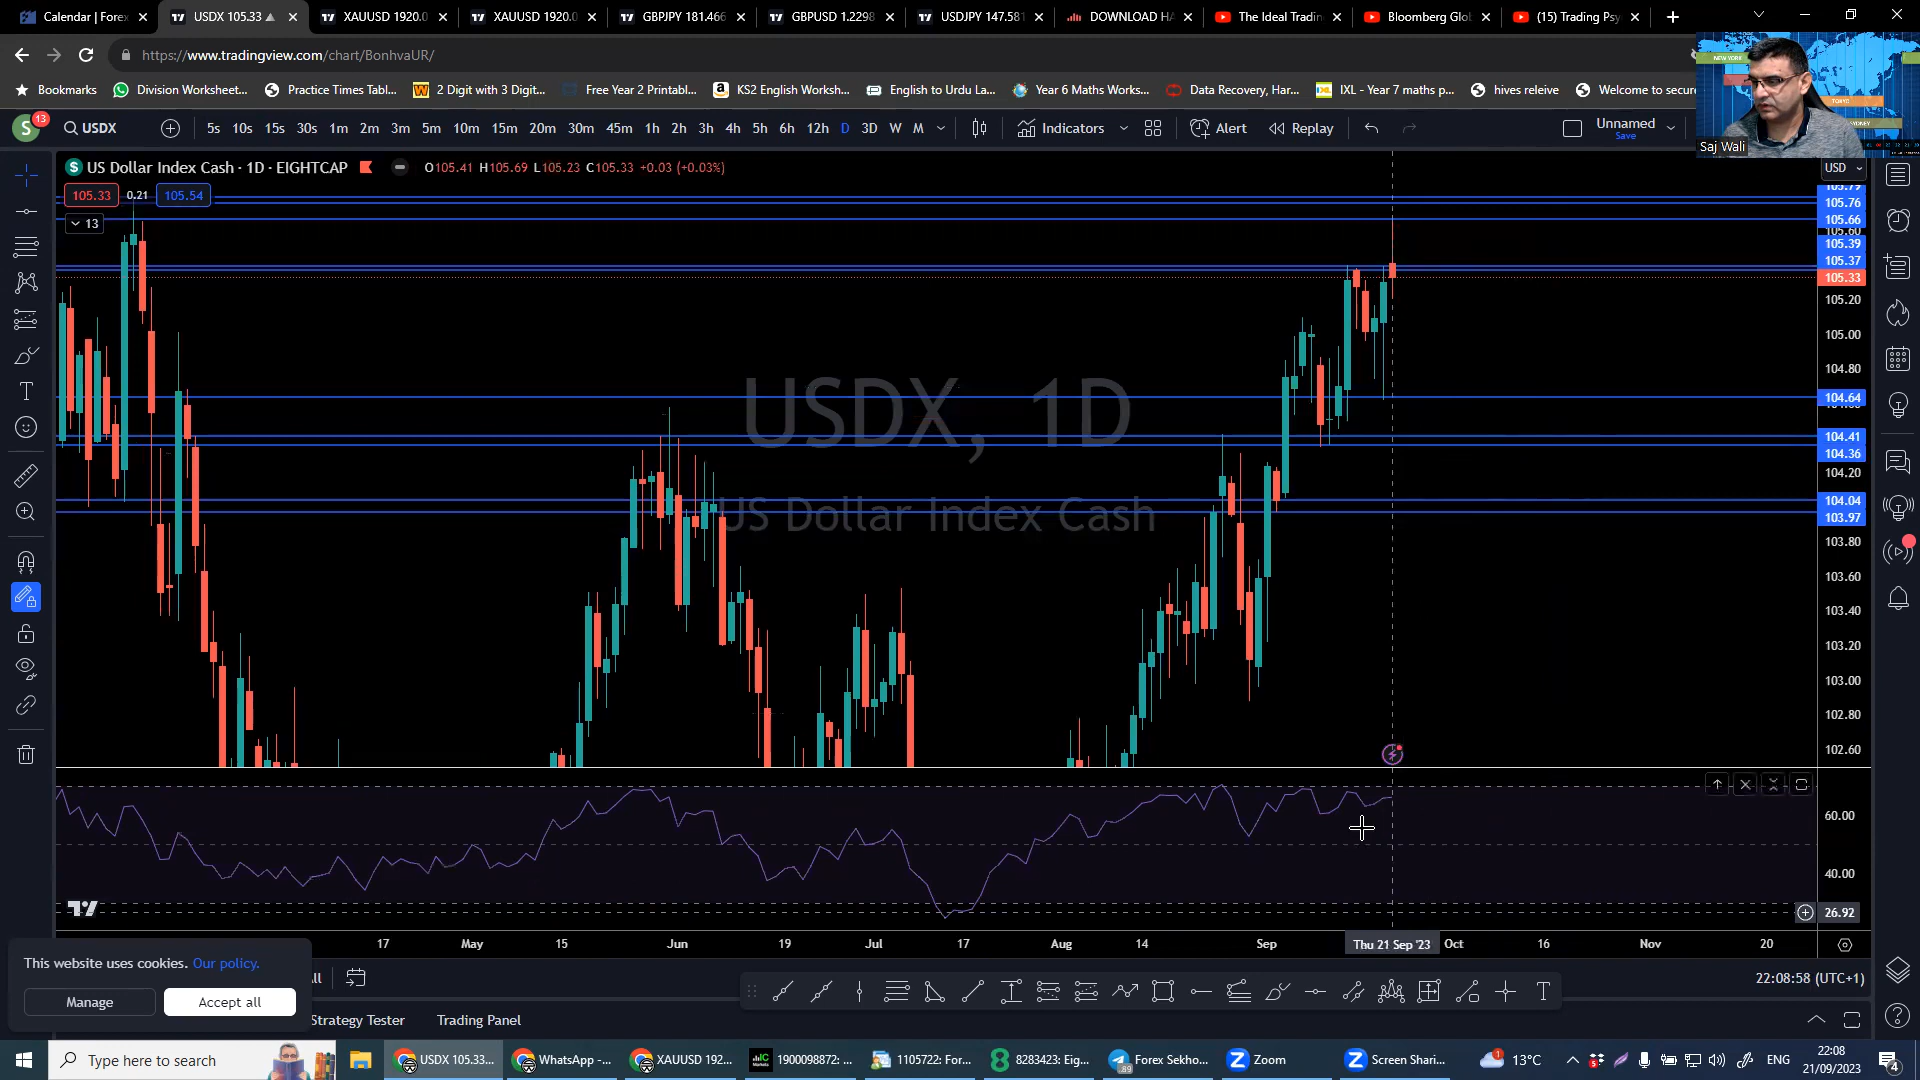 Calendar | Forex
USDX 105.33
XAUUSD 1920.0
XAUUSD 1920.0
GBPJPY 181.466
GBPUSD 1.2298
USDJPY 147.581
DOWNLOAD HA
The Ideal Tradin
Bloomberg Glo
(15) Trading Psy
https://www.tradingview.com/chart/BonhvaUR/
Bookmarks
Division Worksheet...
Practice Times Tabl...
2 Digit with 3 Digit...
Free Year 2 Printabl...
KS2 English Worksh...
English to Urdu La...
Year 6 Maths Works...
Data Recovery, Har...
IXL - Year 7 maths p...
hives releive
Welcome to secure
NEW YORK
TOKYO
SYDNEY
Saj Wali
S
13
USDX
5s 10s 15s 30s 1m 2m 3m 5m 10m 15m 20m 30m 45m 1h 2h 3h 4h 5h 6h 12h D 3D W M
Indicators
Alert
Replay
Unnamed
Save
US Dollar Index Cash · 1D · EIGHTCAP
O105.41 H105.69 L105.23 C105.33 +0.03 (+0.03%)
USD
105.33 0.21 105.54
13
105.79
105.76
105.66
105.60
105.39
105.37
105.33
105.20
105.00
104.80
104.64
104.41
104.36
104.20
104.04
103.97
103.80
103.60
103.40
103.20
103.00
102.80
102.60
USDX, 1D
US Dollar Index Cash
60.00
40.00
26.92
17 May 15 Jun 19 Jul 17 Aug 14 Sep Thu 21 Sep '23 Oct 16 Nov 20
This website uses cookies. Our policy.
Manage
Accept all
22:08:58 (UTC+1)
Strategy Tester
Trading Panel
Type here to search
USDX 105.33...
WhatsApp -...
XAUUSD 192...
1900098872: ...
1105722: For...
8283423: Eig...
Forex Sekho...
Zoom
Screen Shari...
13°C
ENG
22:08
21/09/2023
4